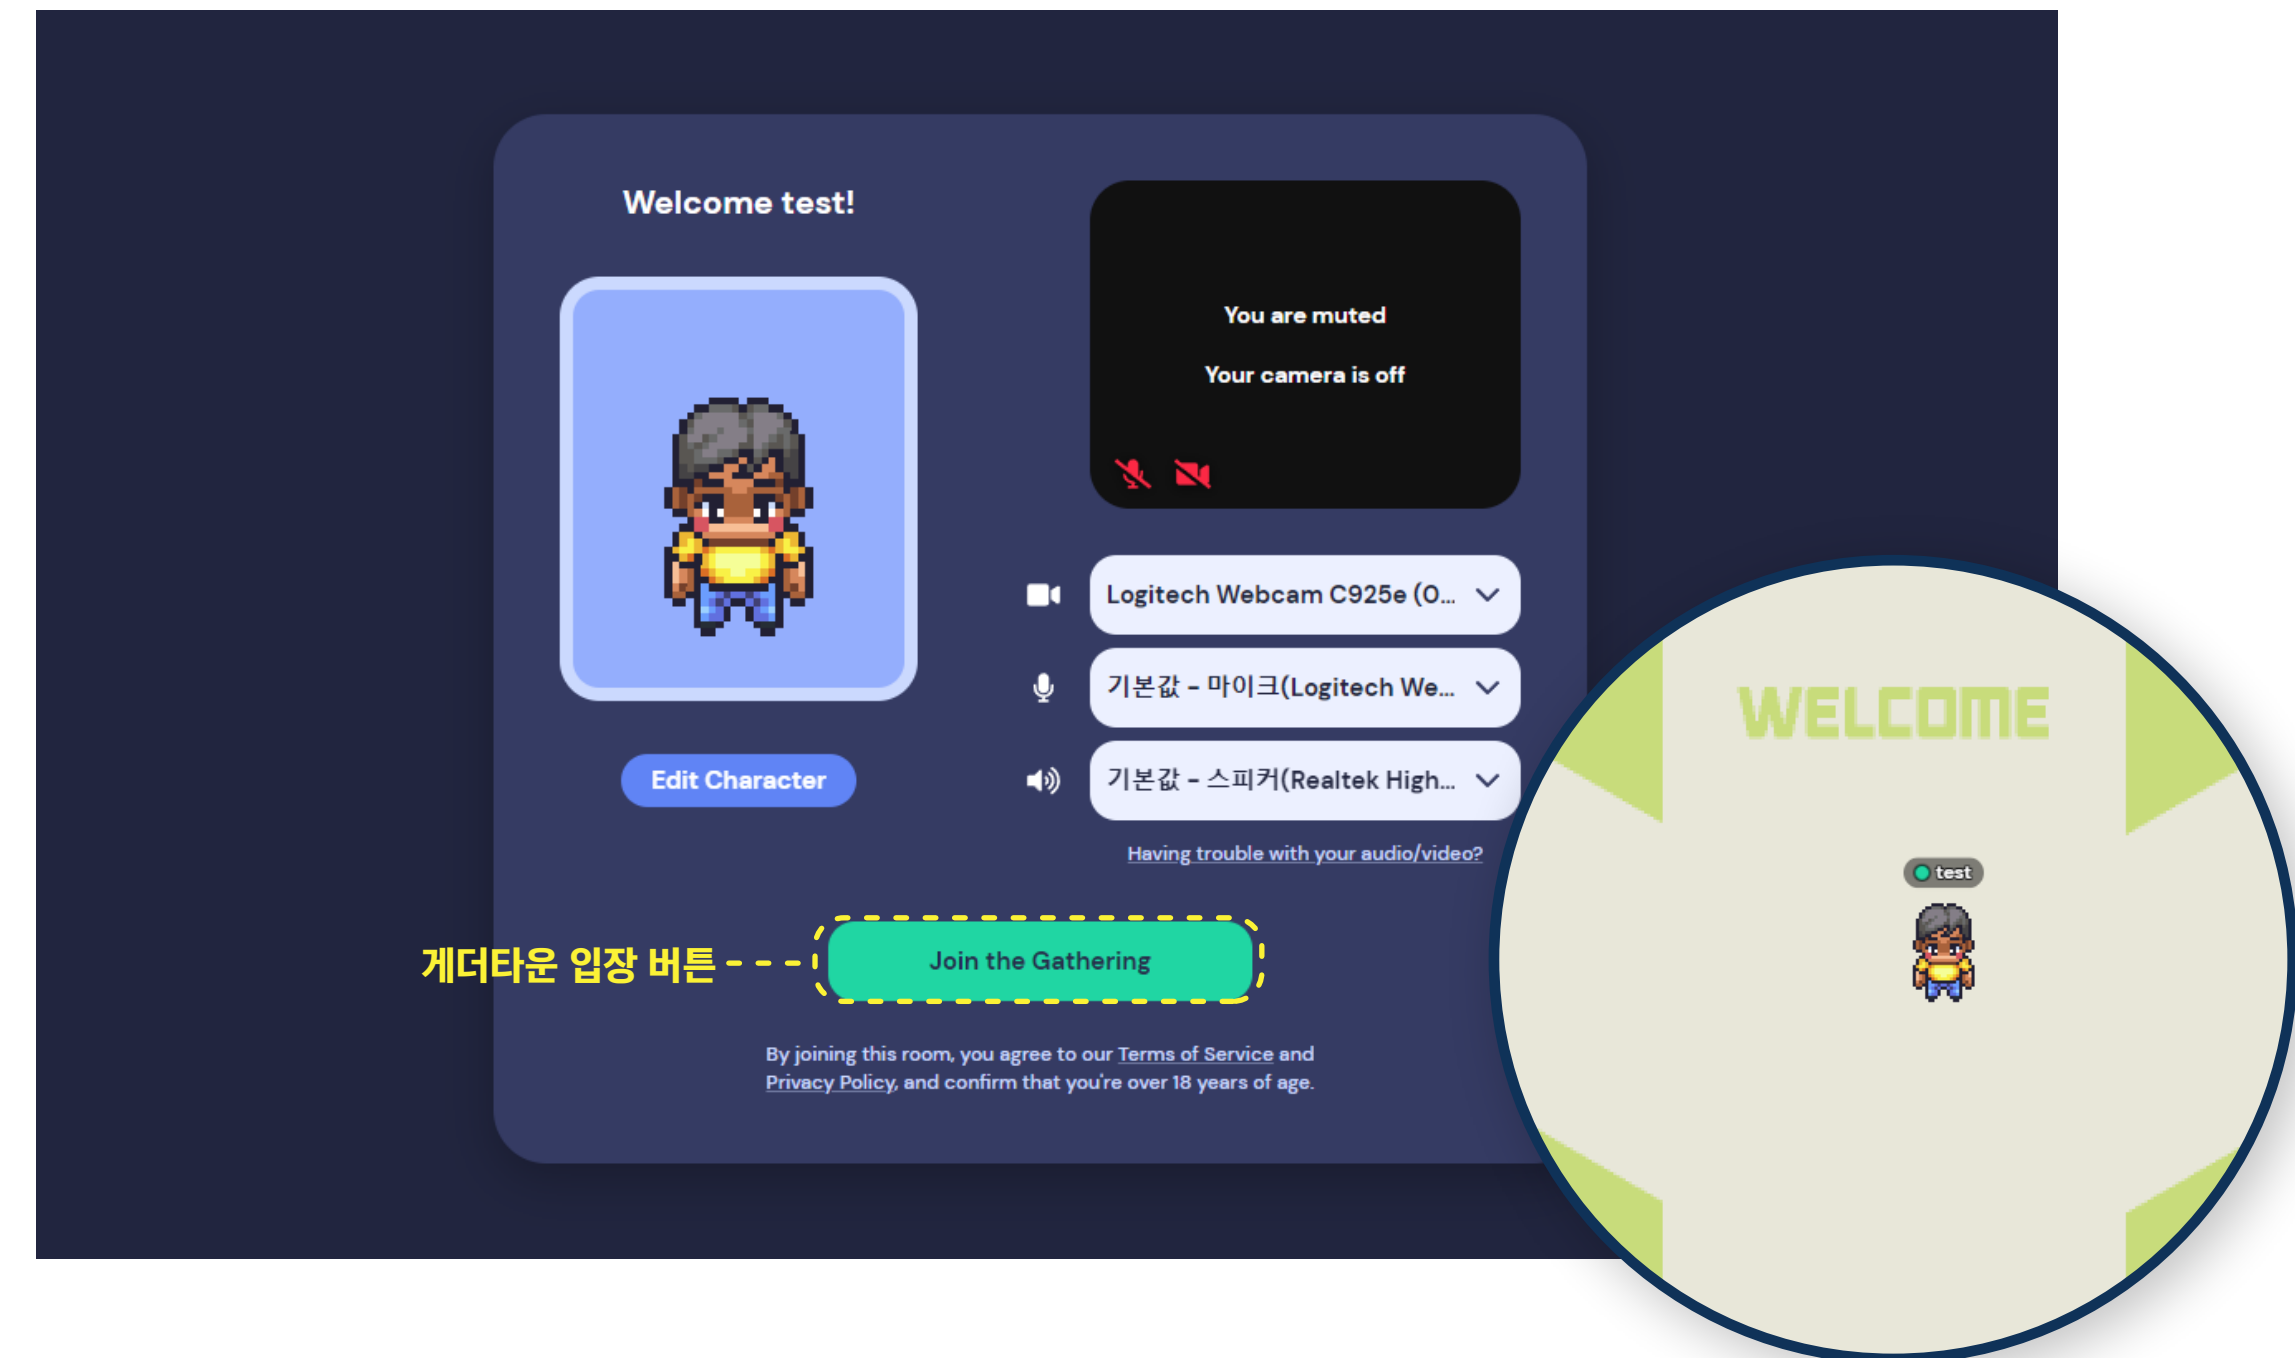 Welcome test!
You are muted
Your camera is off
Logitech Webcam C925e (0...
기본값 - 마이크(Logitech We...
기본값 - 스피커(Realtek High...
Edit Character
Having trouble with your audio/video?
게더타운 입장 버튼
Join the Gathering
By joining this room, you agree to our Terms of Service and
Privacy Policy, and confirm that you're over 18 years of age.
WELCOME
test